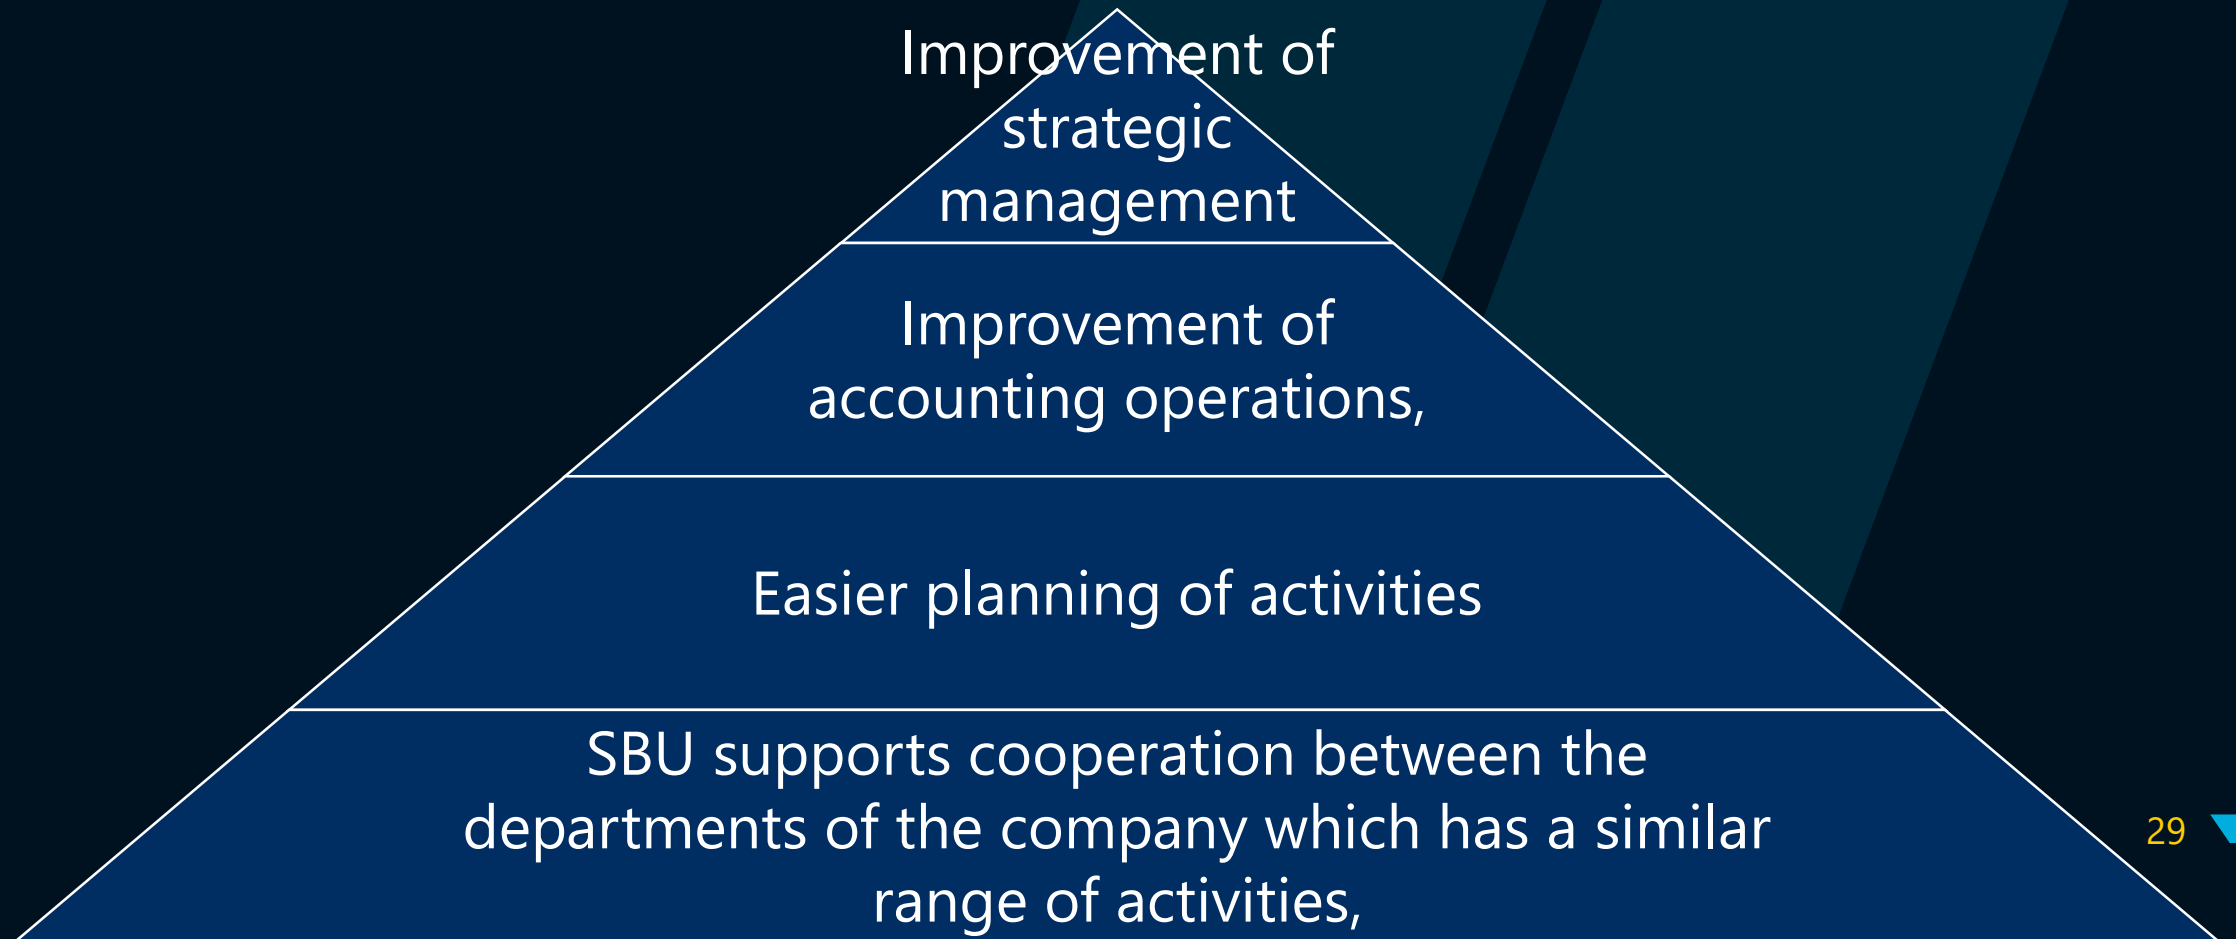 Improvement of
strategic
management
Improvement of
accounting operations,
Easier planning of activities
SBU supports cooperation between the
departments of the company which has a similar
range of activities,
29